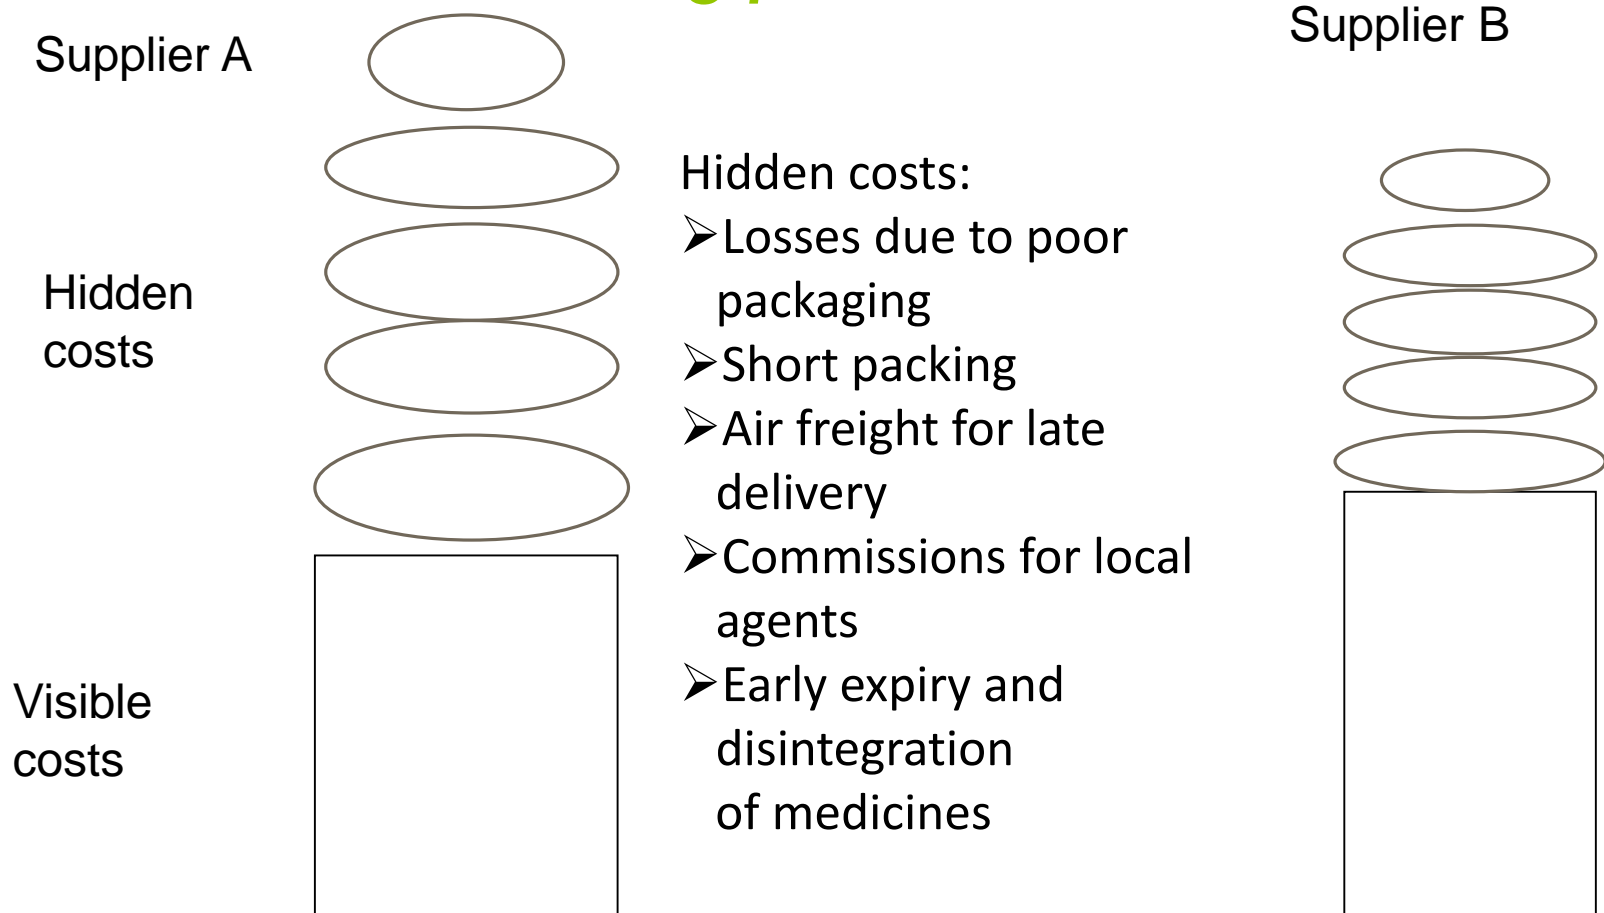 Supplier A
Supplier B
Hidden costs:
➢Losses due to poor
packaging
➢Short packing
➢Air freight for late
delivery
➢Commissions for local
agents
➢Early expiry and
disintegration
of medicines
Hidden
costs
Visible
costs